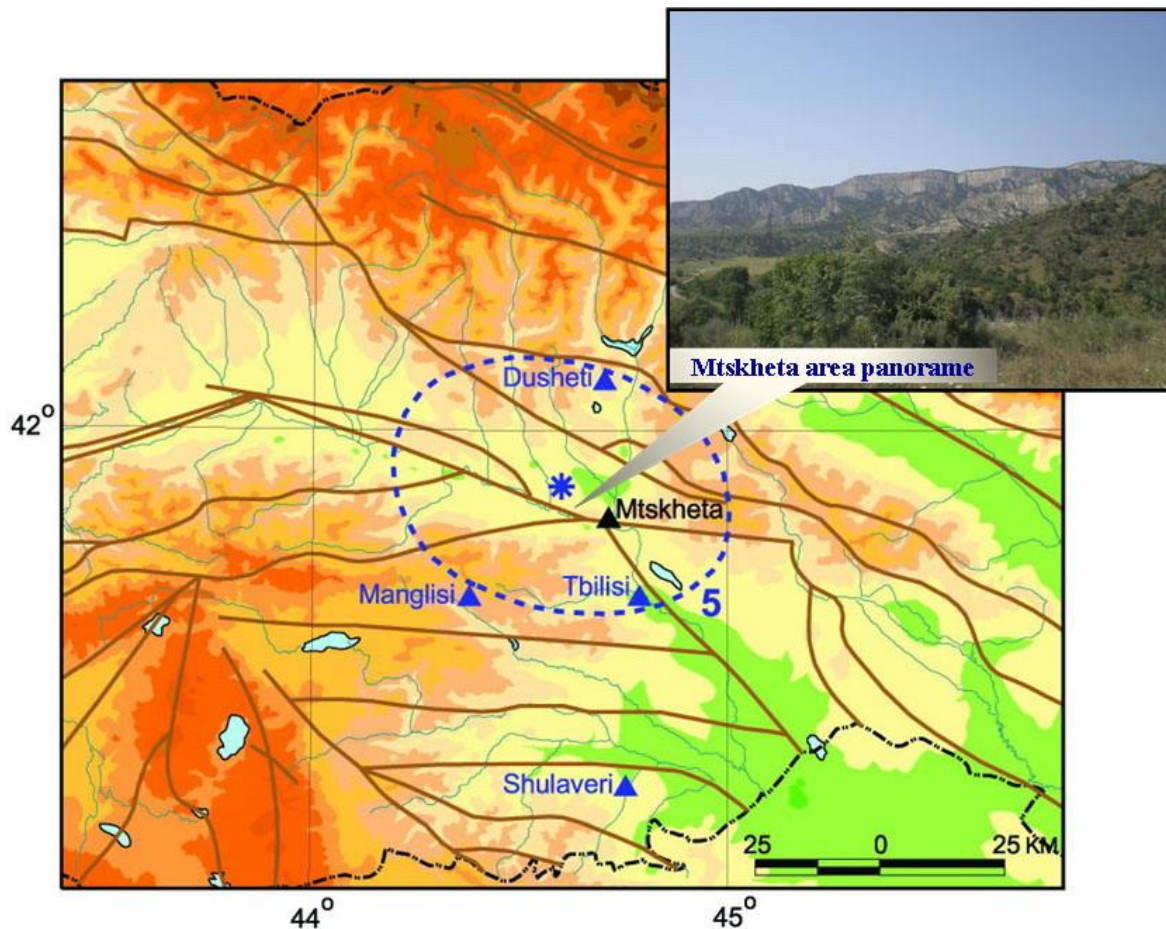 Mtskheta area panorame
Dusheti
42°
Mtskheta
Manglisi
Tbilisi
5
Shulaveri
25 0 25 KM
44°
45°